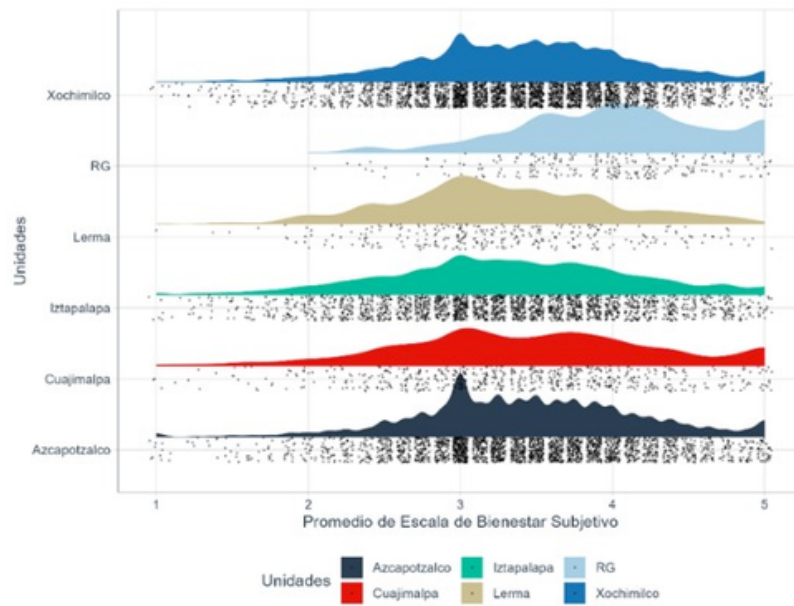 Unidades
Xochimilco
RG
Lerma
Iztapalapa
Cuajimalpa
Azcapotzalco
1 2 3 4 5
Promedio de Escala de Bienestar Subjetivo
Unidades
Azcapotzalco Iztapalapa RG
Cuajimalpa Lerma Xochimilco